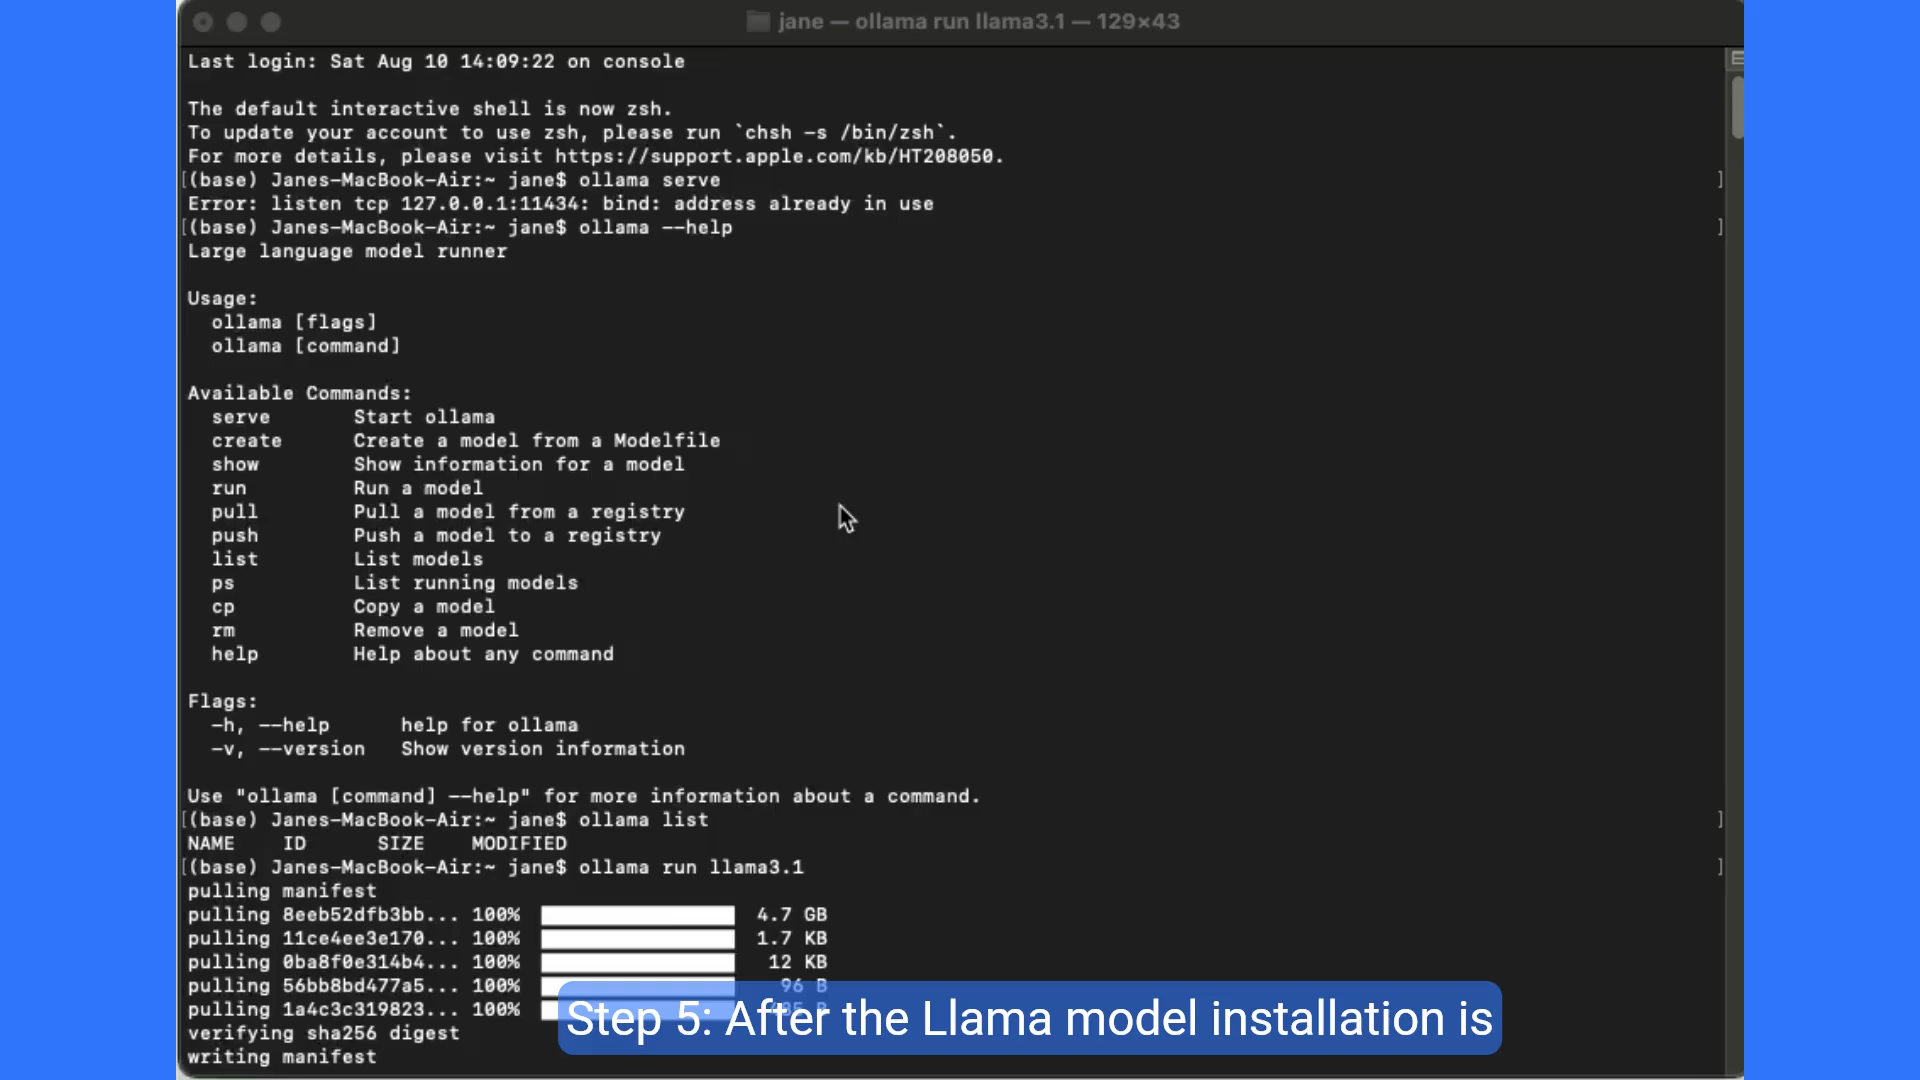 jane — ollama run llama3.1 — 129×43
Last login: Sat Aug 10 14:09:22 on console
The default interactive shell is now zsh.
To update your account to use zsh, please run `chsh -s /bin/zsh`.
For more details, please visit https://support.apple.com/kb/HT208050.
[(base) Janes-MacBook-Air:~ jane$ ollama serve ]
Error: listen tcp 127.0.0.1:11434: bind: address already in use
[(base) Janes-MacBook-Air:~ jane$ ollama --help ]
Large language model runner
Usage:
ollama [flags]
ollama [command]
Available Commands:
serve Start ollama
create Create a model from a Modelfile
show Show information for a model
run Run a model
pull Pull a model from a registry
push Push a model to a registry
list List models
ps List running models
cp Copy a model
rm Remove a model
help Help about any command
Flags:
-h, --help help for ollama
-v, --version Show version information
Use "ollama [command] --help" for more information about a command.
[(base) Janes-MacBook-Air:~ jane$ ollama list ]
NAME ID SIZE MODIFIED
[(base) Janes-MacBook-Air:~ jane$ ollama run llama3.1 ]
pulling manifest
pulling 8eeb52dfb3bb... 100% 4.7 GB
pulling 11ce4ee3e170... 100% 1.7 KB
pulling 0ba8f0e314b4... 100% 12 KB
pulling 56bb8bd477a5... 100% 96 B
pulling 1a4c3c319823... 100%
verifying sha256 digest
writing manifest
Step 5: After the Llama model installation is